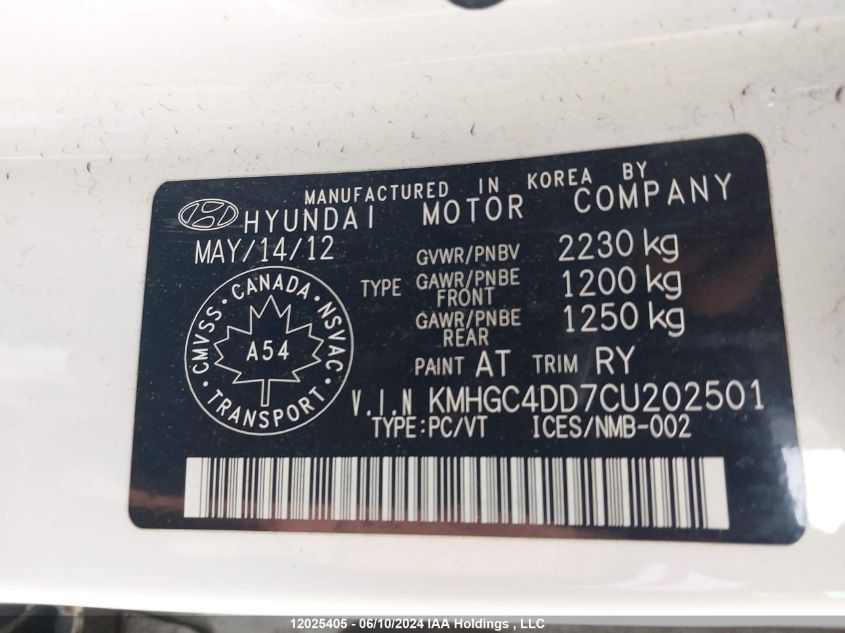 MANUFACTURED IN KOREA BY
HYUNDAI MOTOR COMPANY
MAY/14/12
GVWR/PNBV 2230 kg
TYPE GAWR/PNBE FRONT 1200 kg
GAWR/PNBE REAR 1250 kg
PAINT AT TRIM RY
CMVSS · CANADA · NSVAC · TRANSPORT ·
A54
V.I.N KMHGC4DD7CU202501
TYPE:PC/VT ICES/NMB-002
12025405 - 06/10/2024 IAA Holdings , LLC